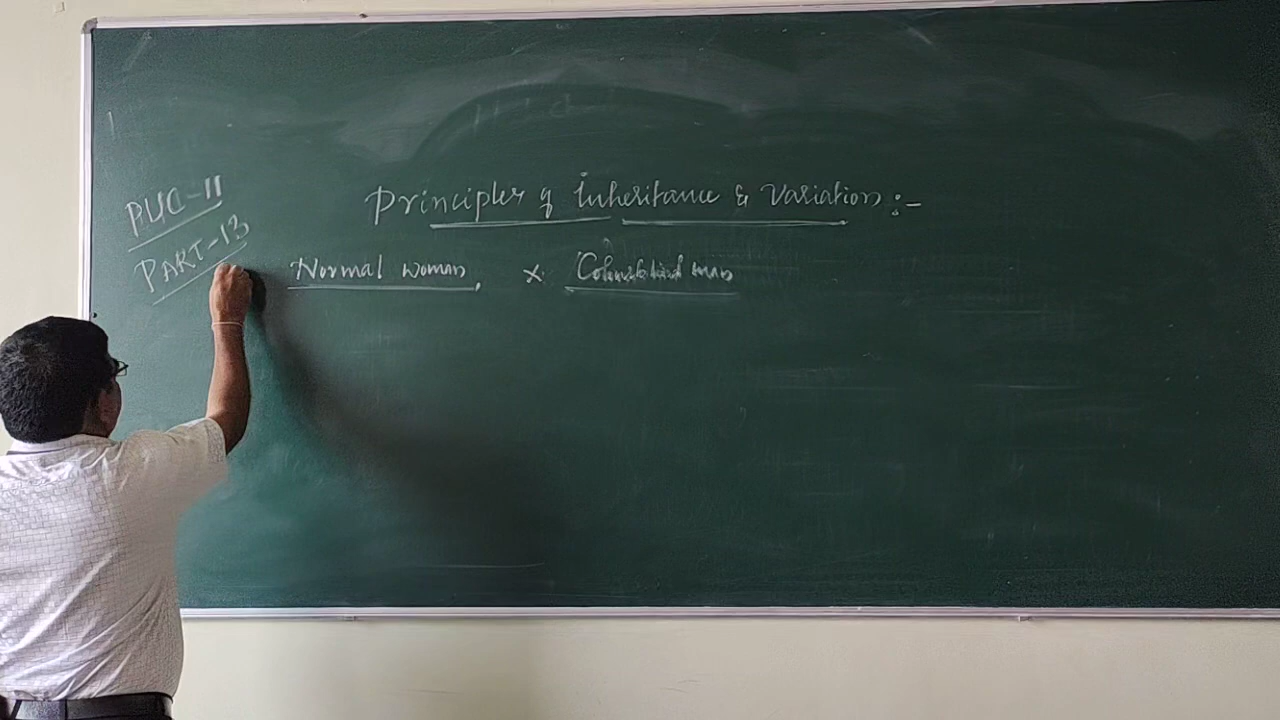 PUC-II
PART-13
Principles of Inheritance & Variation:-
Normal woman × Colourblind man